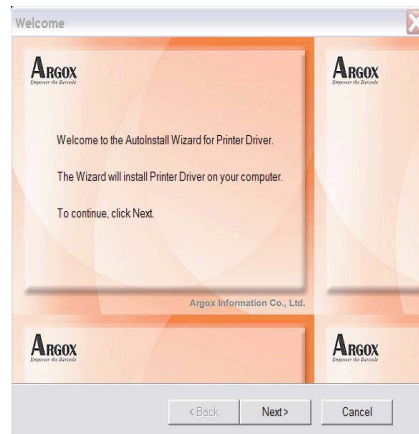 Welcome
ARGOX
Empower the Barcode
ARGOX
Empower the Barcode
Welcome to the AutoInstall Wizard for Printer Driver.
The Wizard will install Printer Driver on your computer.
To continue, click Next.
Argox Information Co., Ltd.
ARGOX
Empower the Barcode
ARGOX
Empower the Barcode
< Back
Next >
Cancel